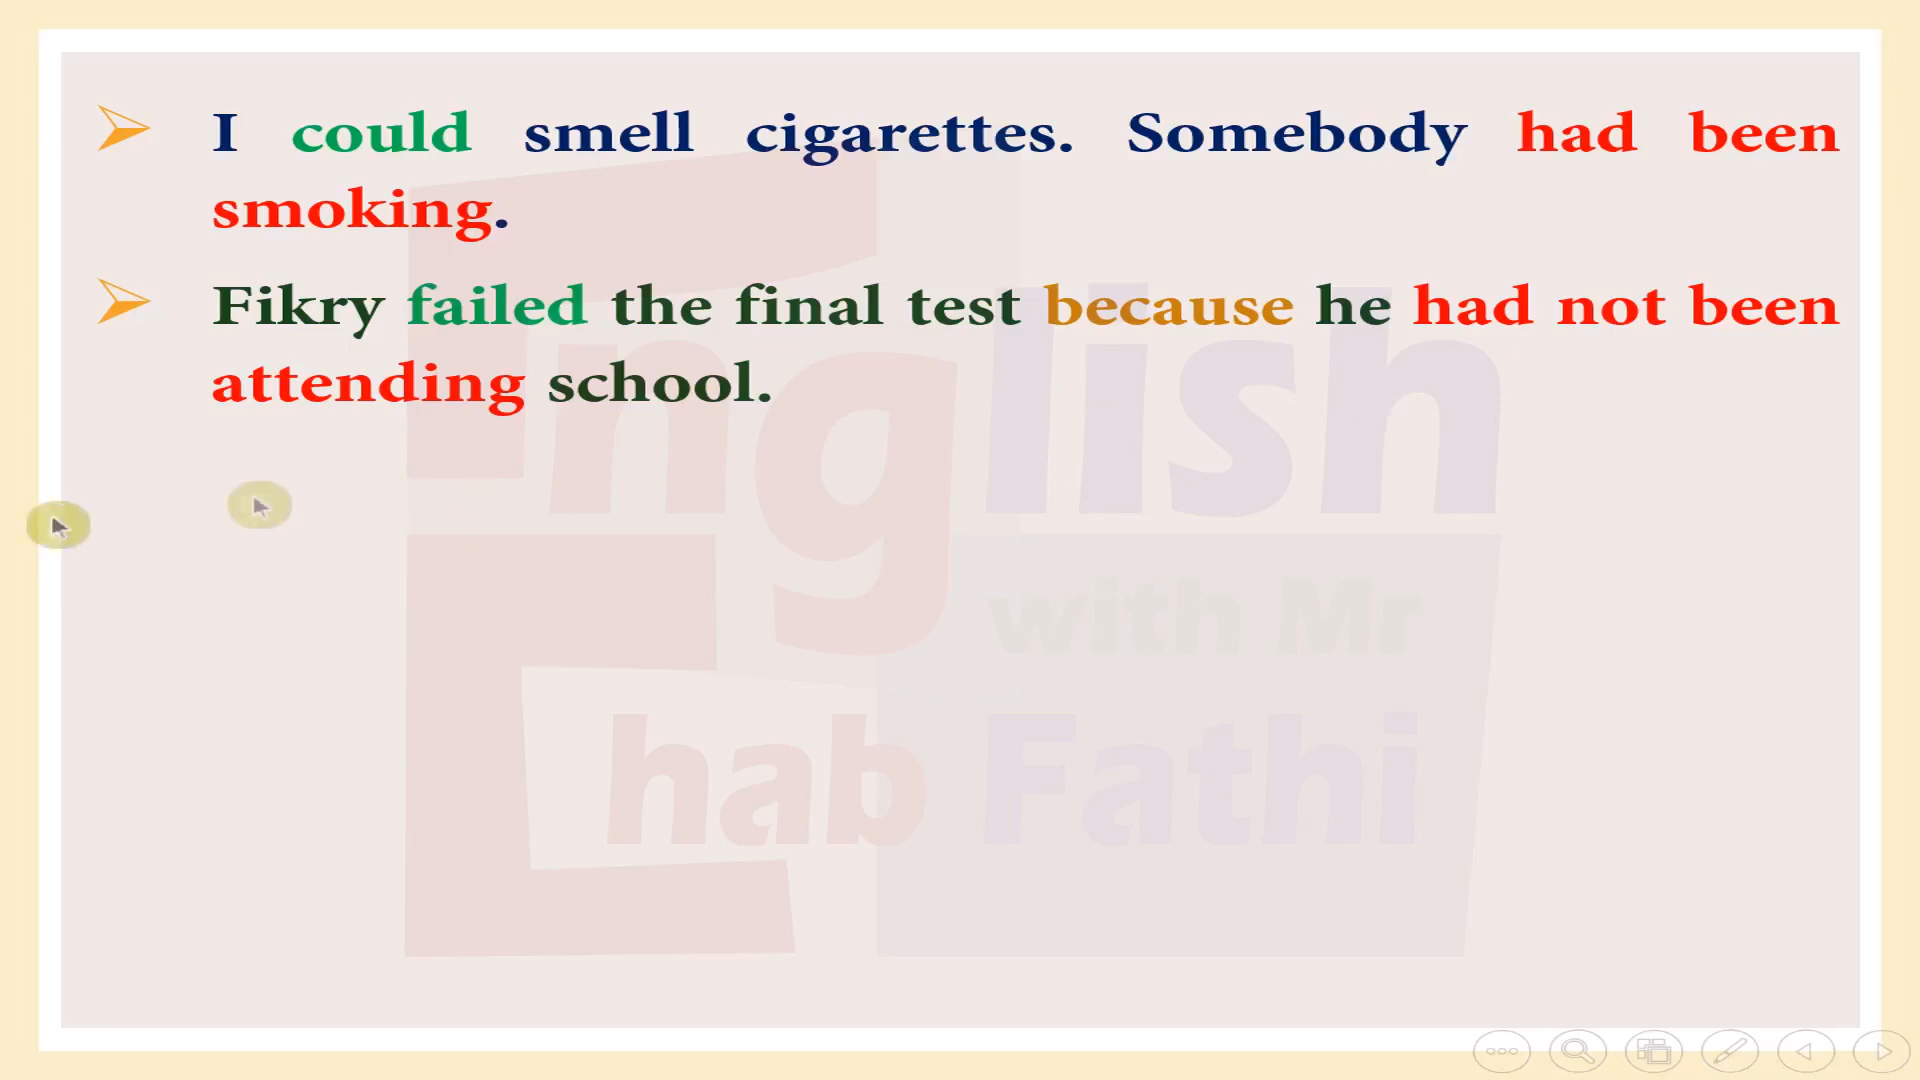 I could smell cigarettes. Somebody had been
smoking.
Fikry failed the final test because he had not been
attending school.
English
with Mr
Ehab Fathi